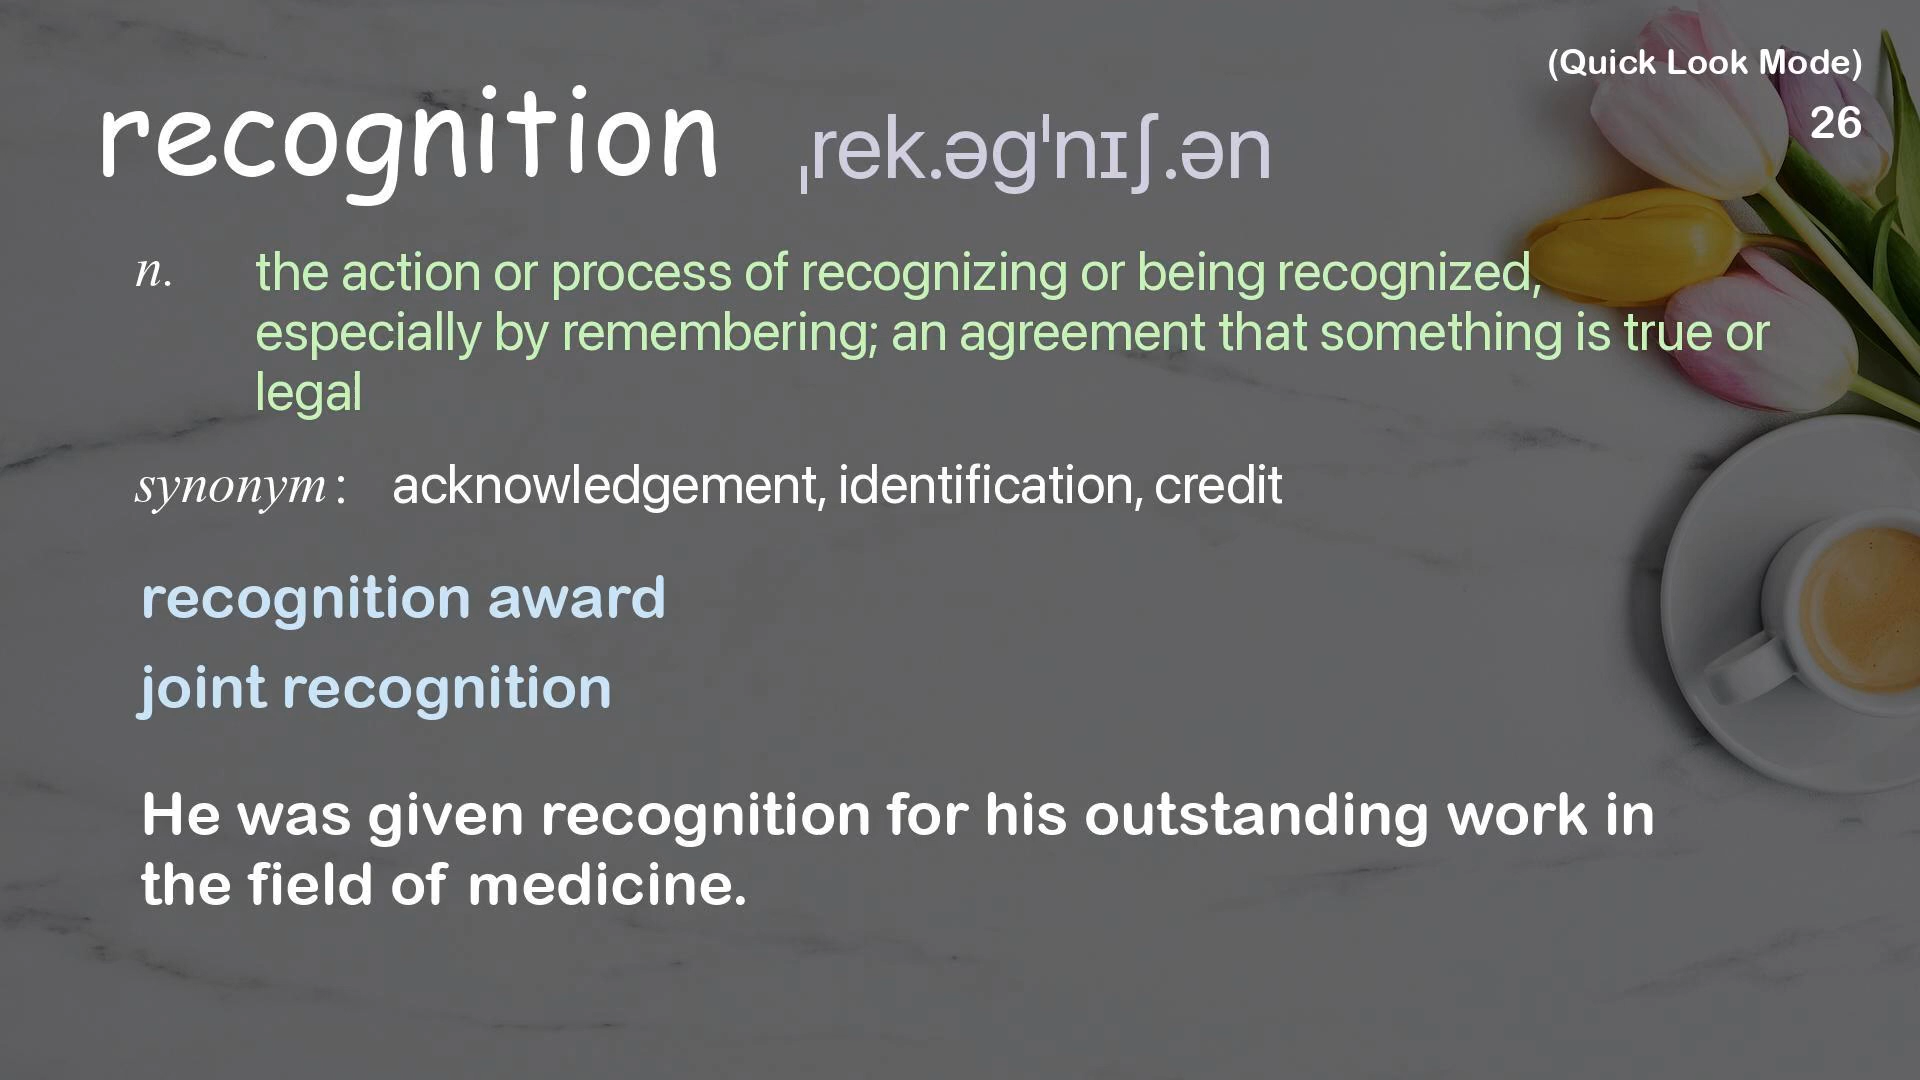 (Quick Look Mode)
26
recognition ˌrek.əgˈnɪʃ.ən
n. the action or process of recognizing or being recognized,
especially by remembering; an agreement that something is true or
legal
synonym: acknowledgement, identification, credit
recognition award
joint recognition
He was given recognition for his outstanding work in
the field of medicine.